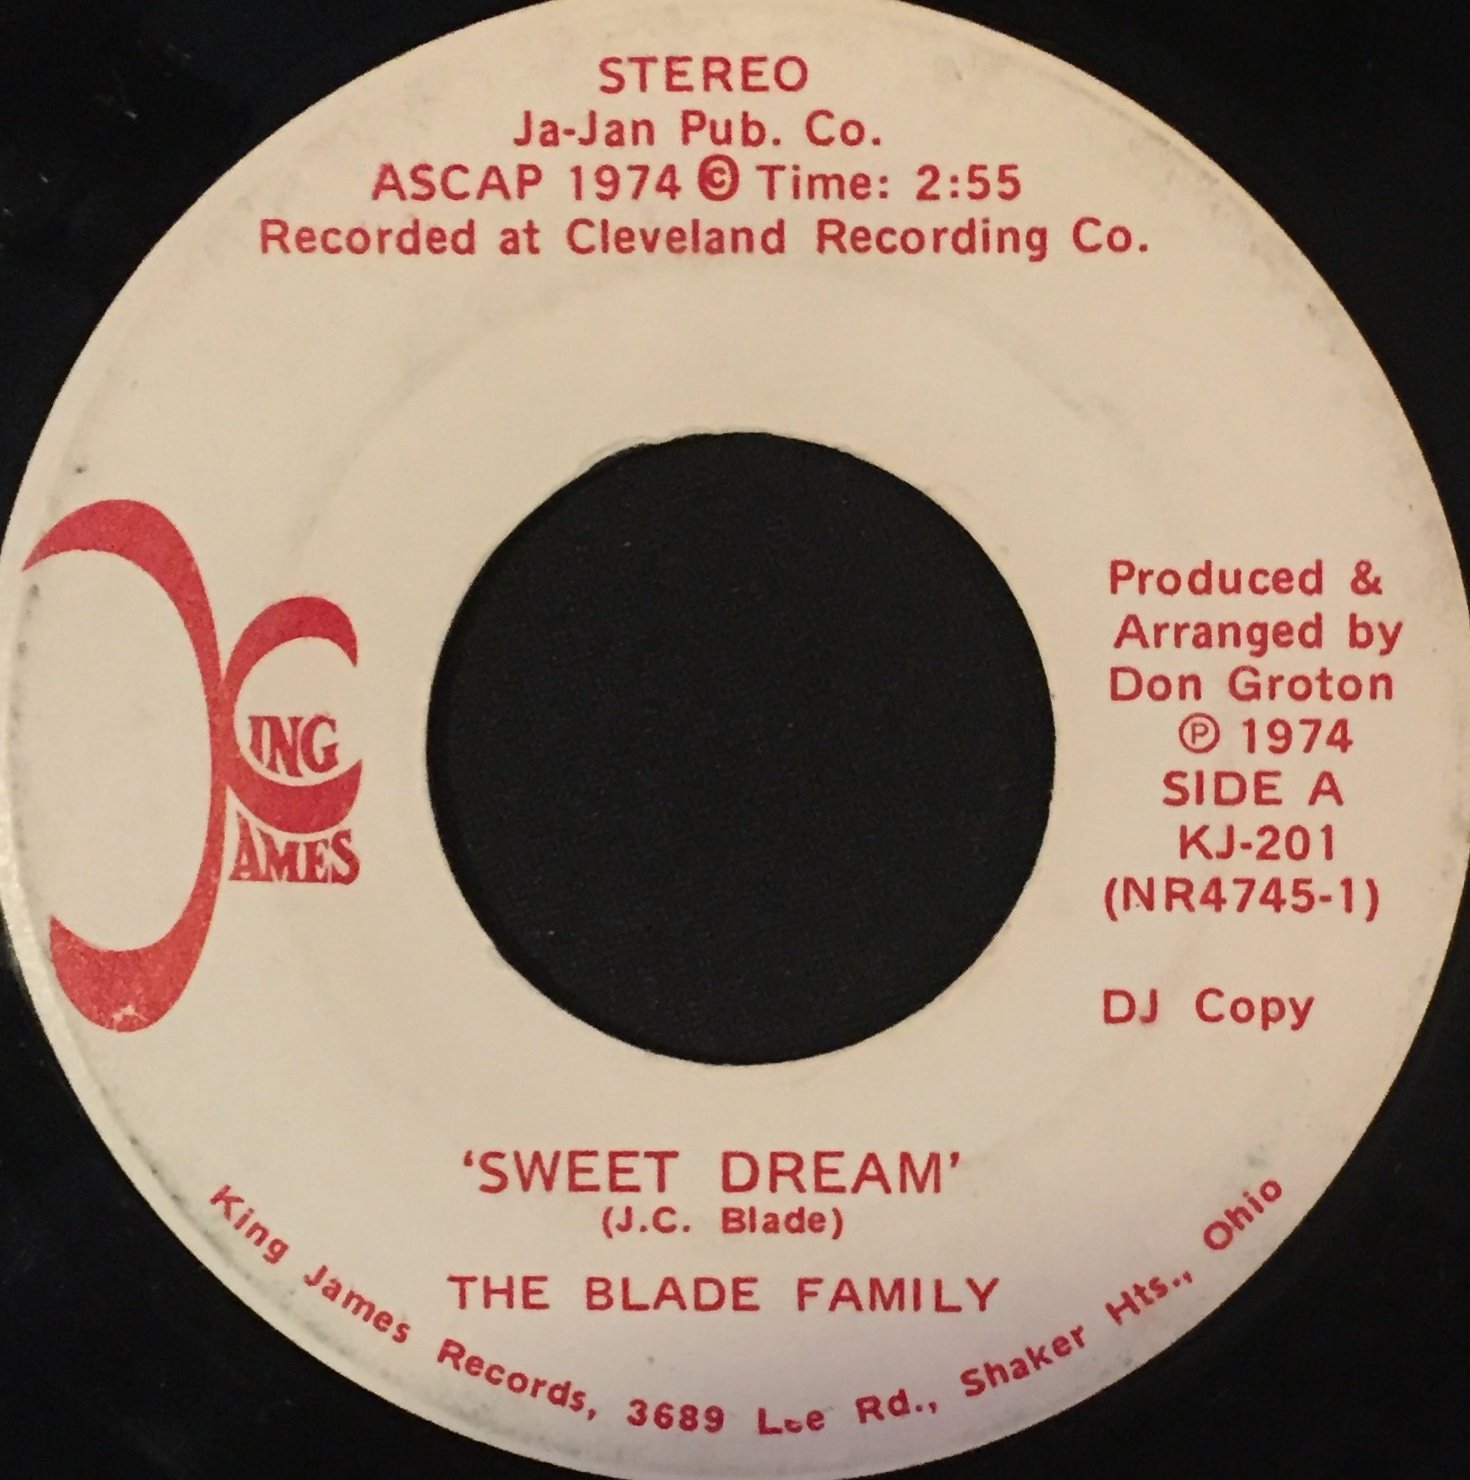 STEREO
Ja-Jan Pub. Co.
ASCAP 1974 © Time: 2:55
Recorded at Cleveland Recording Co.
KING
JAMES
Produced &
Arranged by
Don Groton
℗ 1974
SIDE A
KJ-201
(NR4745-1)
DJ Copy
‘SWEET DREAM’
(J.C. Blade)
THE BLADE FAMILY
King James Records, 3689 Lee Rd., Shaker Hts., Ohio